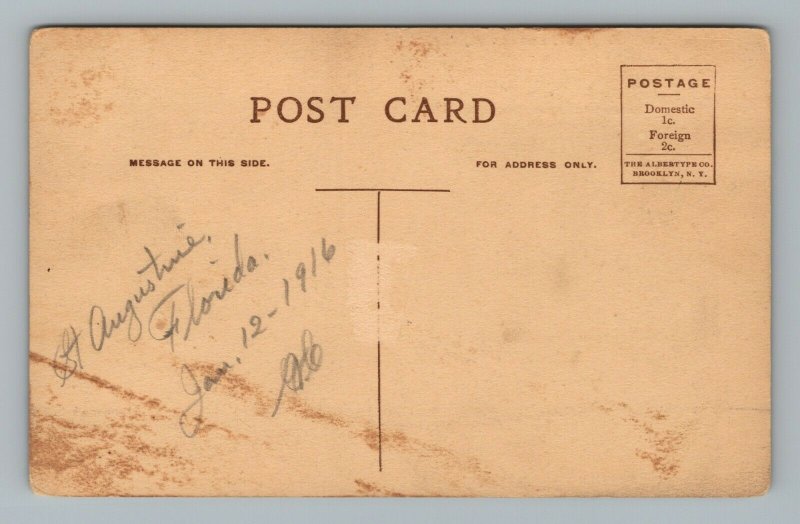 POST CARD
MESSAGE ON THIS SIDE.
FOR ADDRESS ONLY.
POSTAGE
Domestic
1c.
Foreign
2c.
THE ALBERTYPE CO.
BROOKLYN, N. Y.
St Augustine,
Florida.
Jan. 12-1916